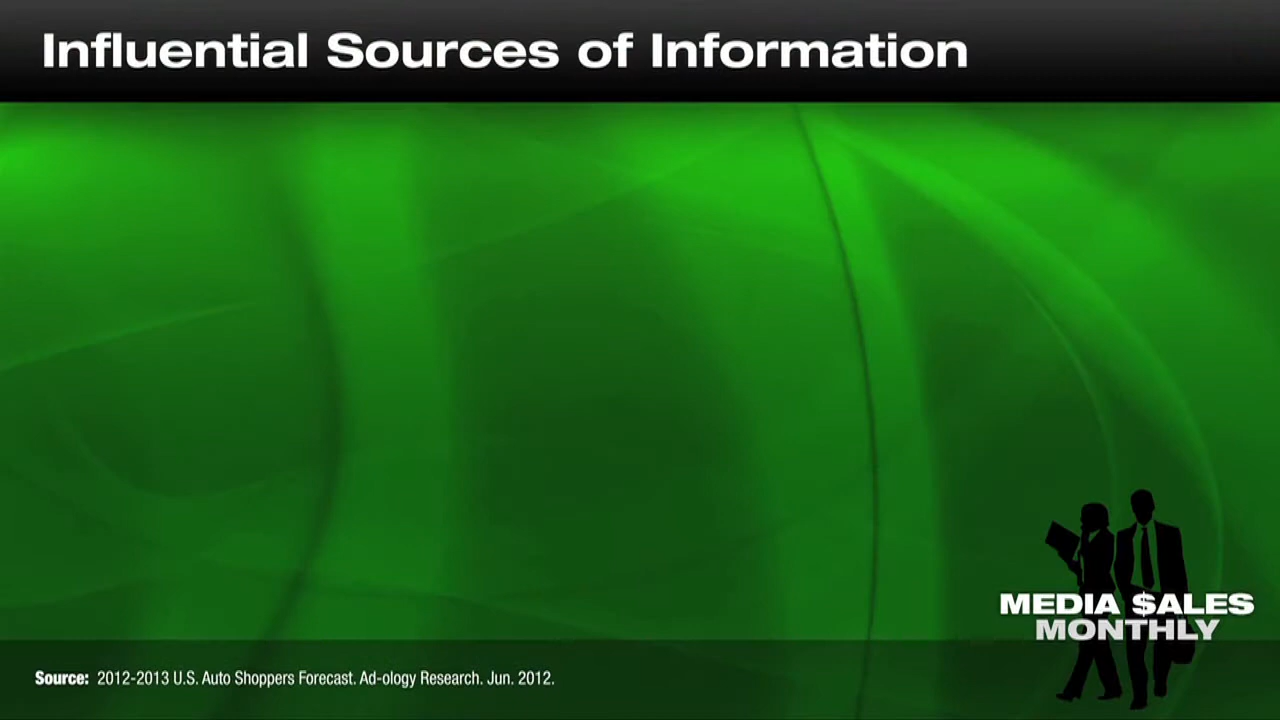 Influential Sources of Information
MEDIA $ALES
MONTHLY
Source: 2012-2013 U.S. Auto Shoppers Forecast. Ad-ology Research. Jun. 2012.